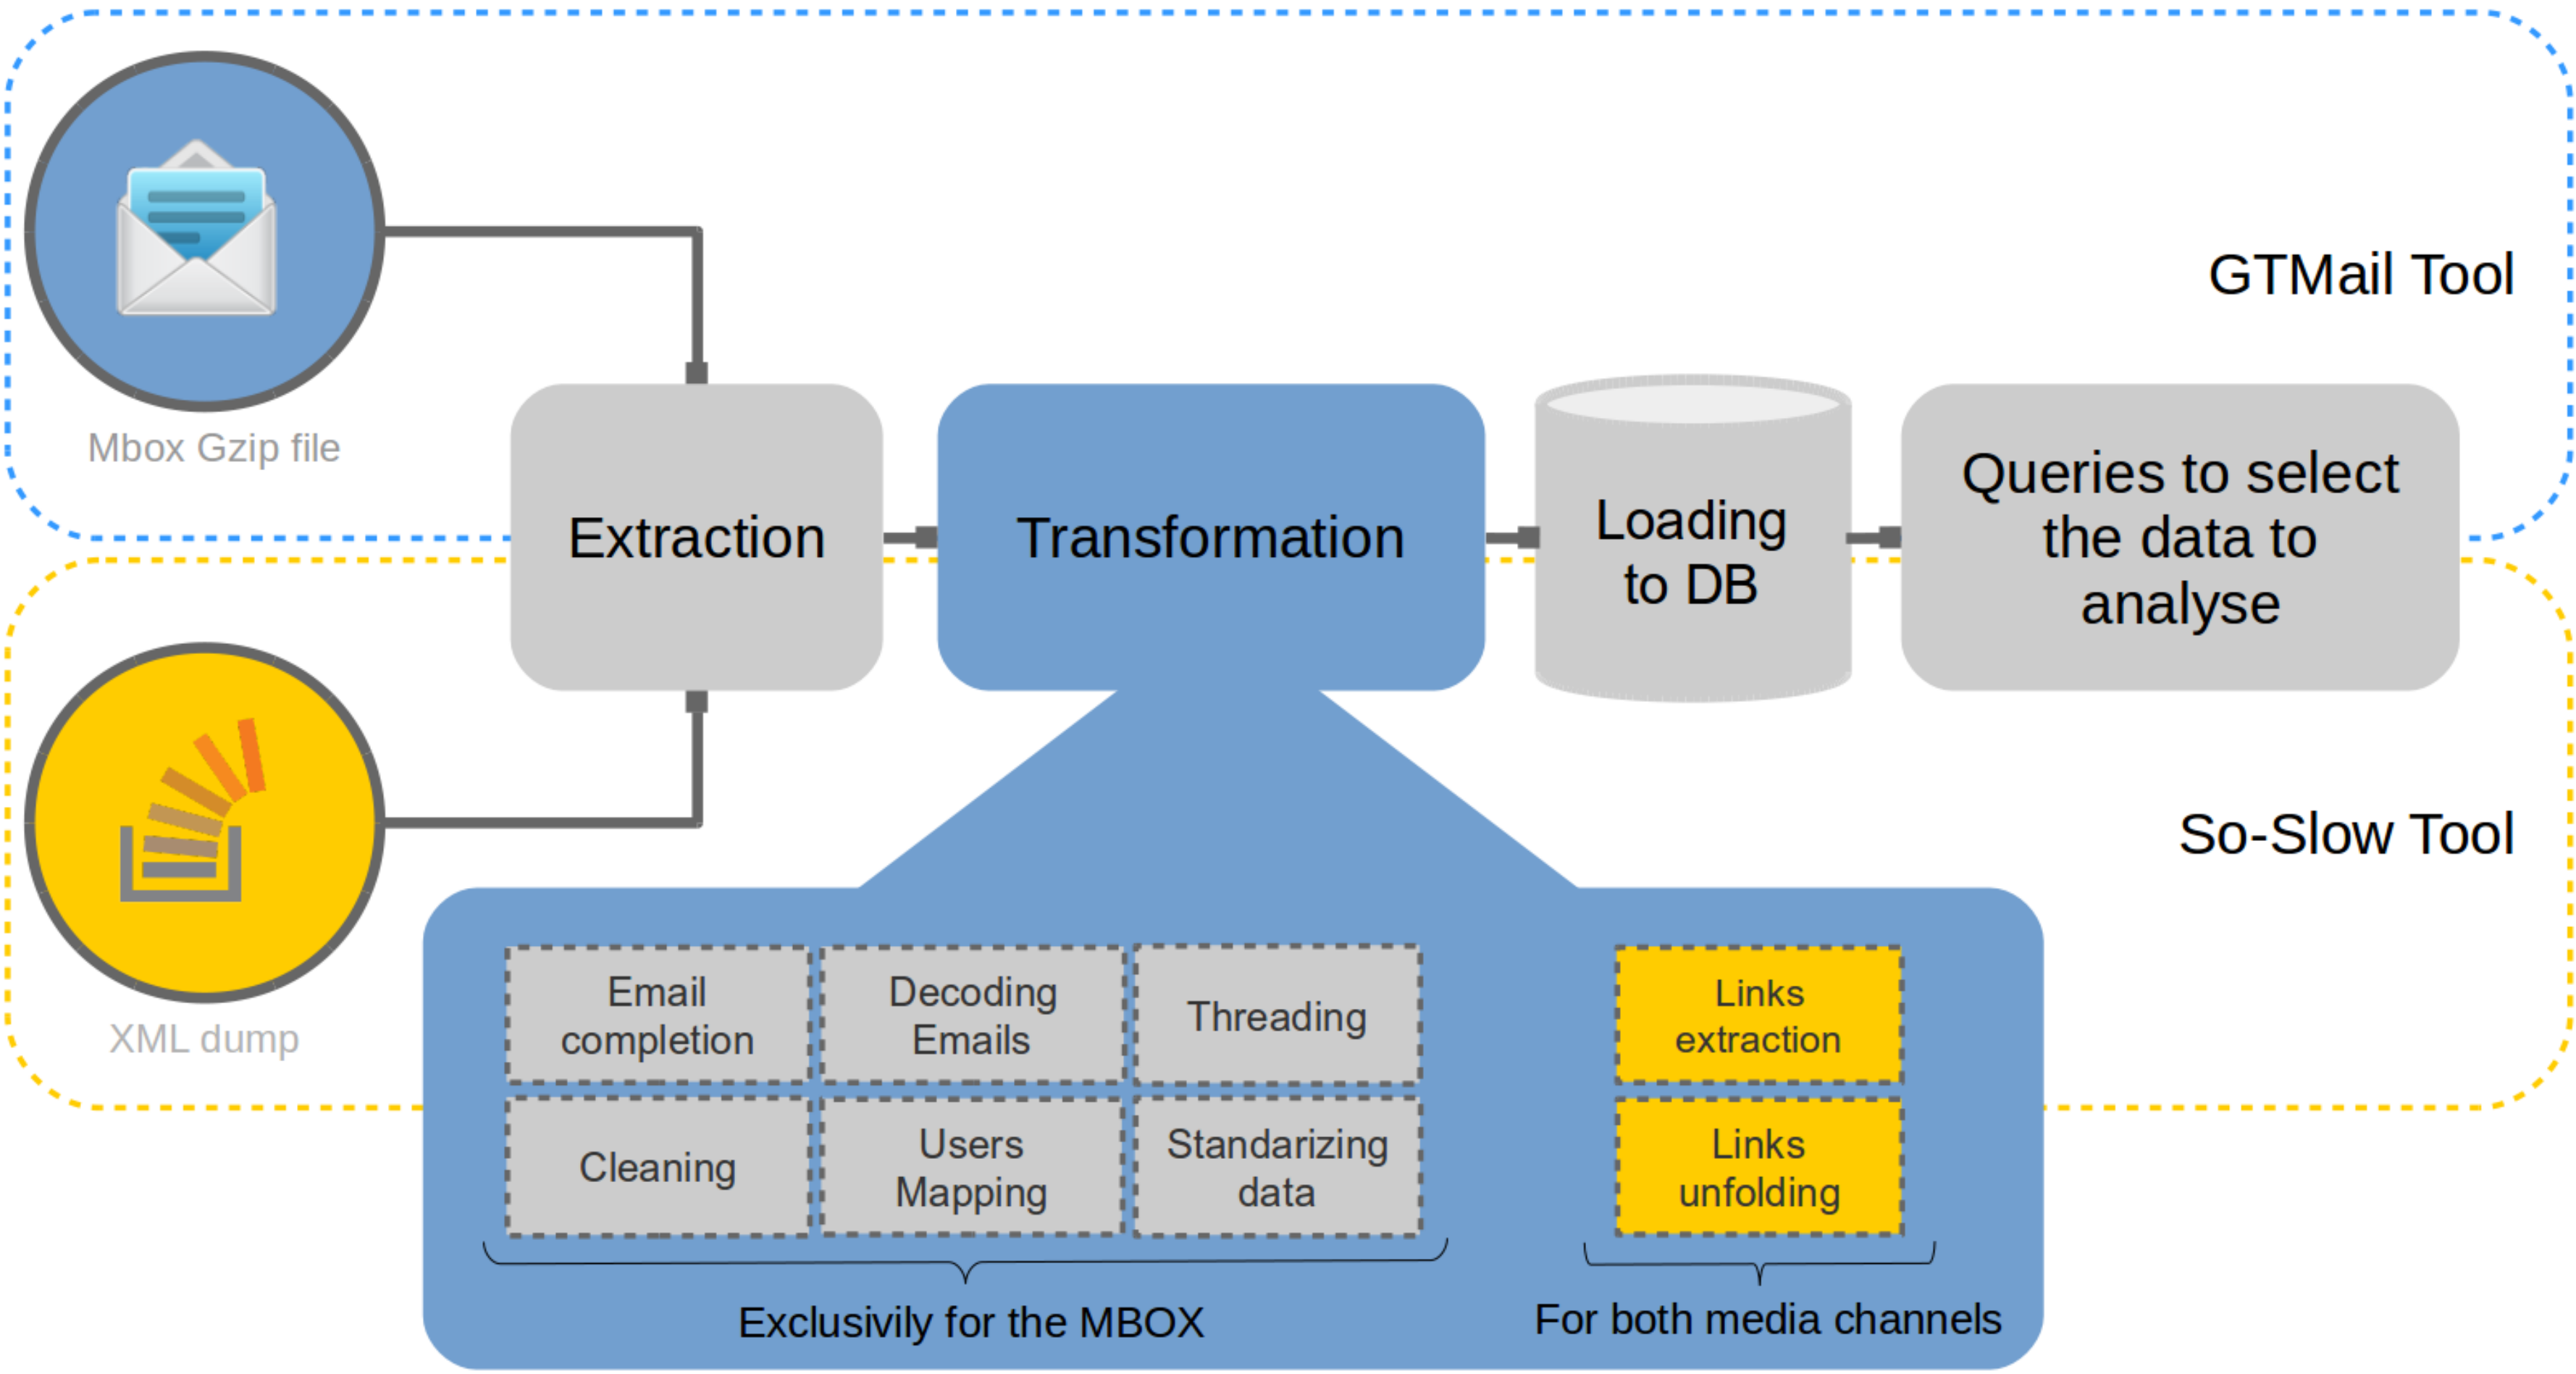 GTMail Tool
Mbox Gzip file
Extraction
Transformation
Loading
to DB
Queries to select
the data to
analyse
So-Slow Tool
XML dump
Email
completion
Decoding
Emails
Threading
Links
extraction
Cleaning
Users
Mapping
Standarizing
data
Links
unfolding
Exclusivily for the MBOX
For both media channels